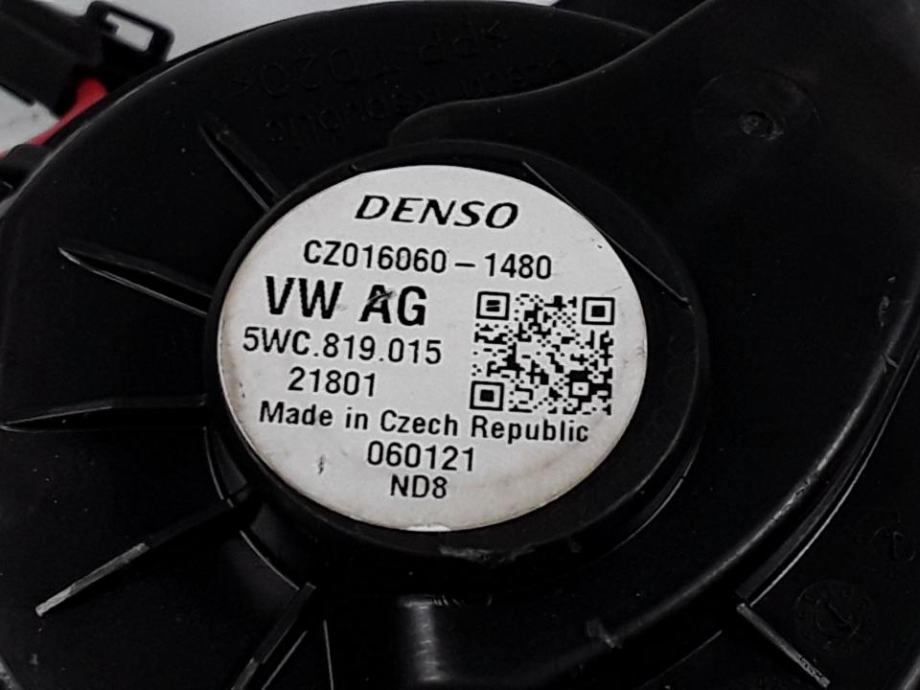 DENSO
CZ016060-1480
VW AG
5WC.819.015
21801
Made in Czech Republic
060121
ND8